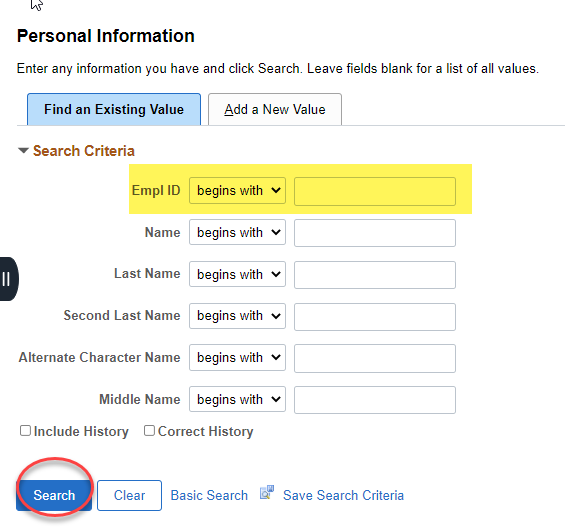 Personal Information
Enter any information you have and click Search. Leave fields blank for a list of all values.
Find an Existing Value Add a New Value
Search Criteria
Empl ID begins with
Name begins with
Last Name begins with
Second Last Name begins with
Alternate Character Name begins with
Middle Name begins with
Include History Correct History
Search Clear Basic Search Save Search Criteria